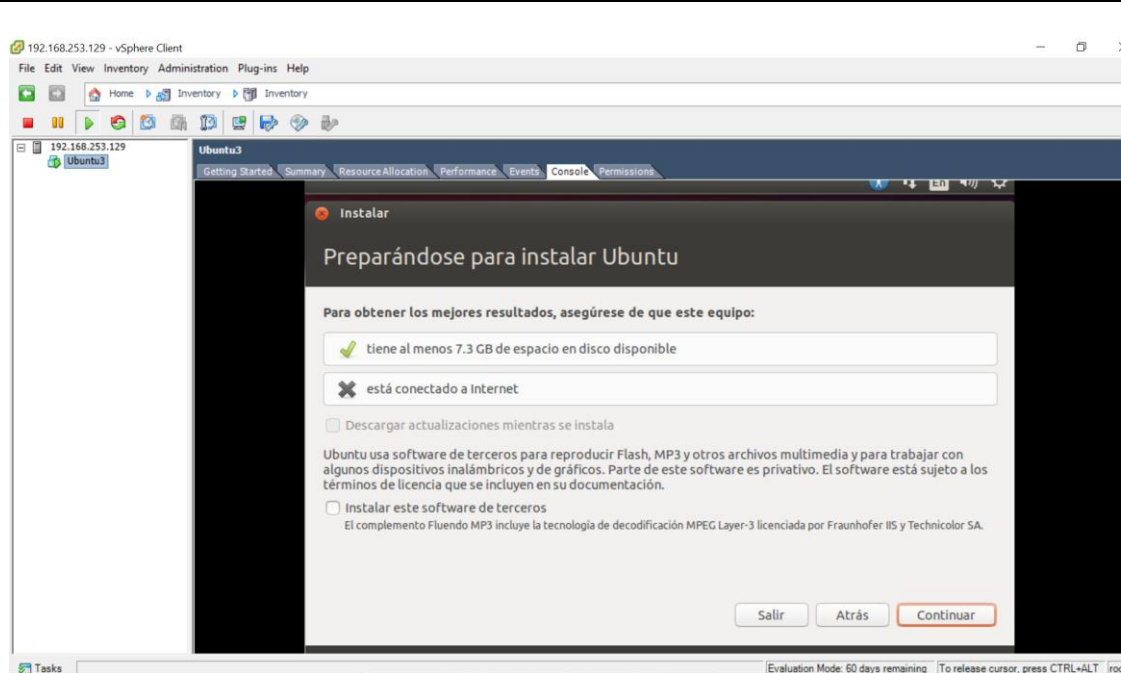 192.168.253.129 - vSphere Client
File Edit View Inventory Administration Plug-ins Help
Home Inventory Inventory
192.168.253.129
Ubuntu3
Ubuntu3
Getting Started Summary Resource Allocation Performance Events Console Permissions
En
Instalar
Preparándose para instalar Ubuntu
Para obtener los mejores resultados, asegúrese de que este equipo:
tiene al menos 7.3 GB de espacio en disco disponible
está conectado a Internet
Descargar actualizaciones mientras se instala
Ubuntu usa software de terceros para reproducir Flash, MP3 y otros archivos multimedia y para trabajar con
algunos dispositivos inalámbricos y de gráficos. Parte de este software es privativo. El software está sujeto a los
términos de licencia que se incluyen en su documentación.
Instalar este software de terceros
El complemento Fluendo MP3 incluye la tecnología de decodificación MPEG Layer-3 licenciada por Fraunhofer IIS y Technicolor SA.
Salir Atrás Continuar
Tasks Evaluation Mode: 60 days remaining To release cursor, press CTRL+ALT